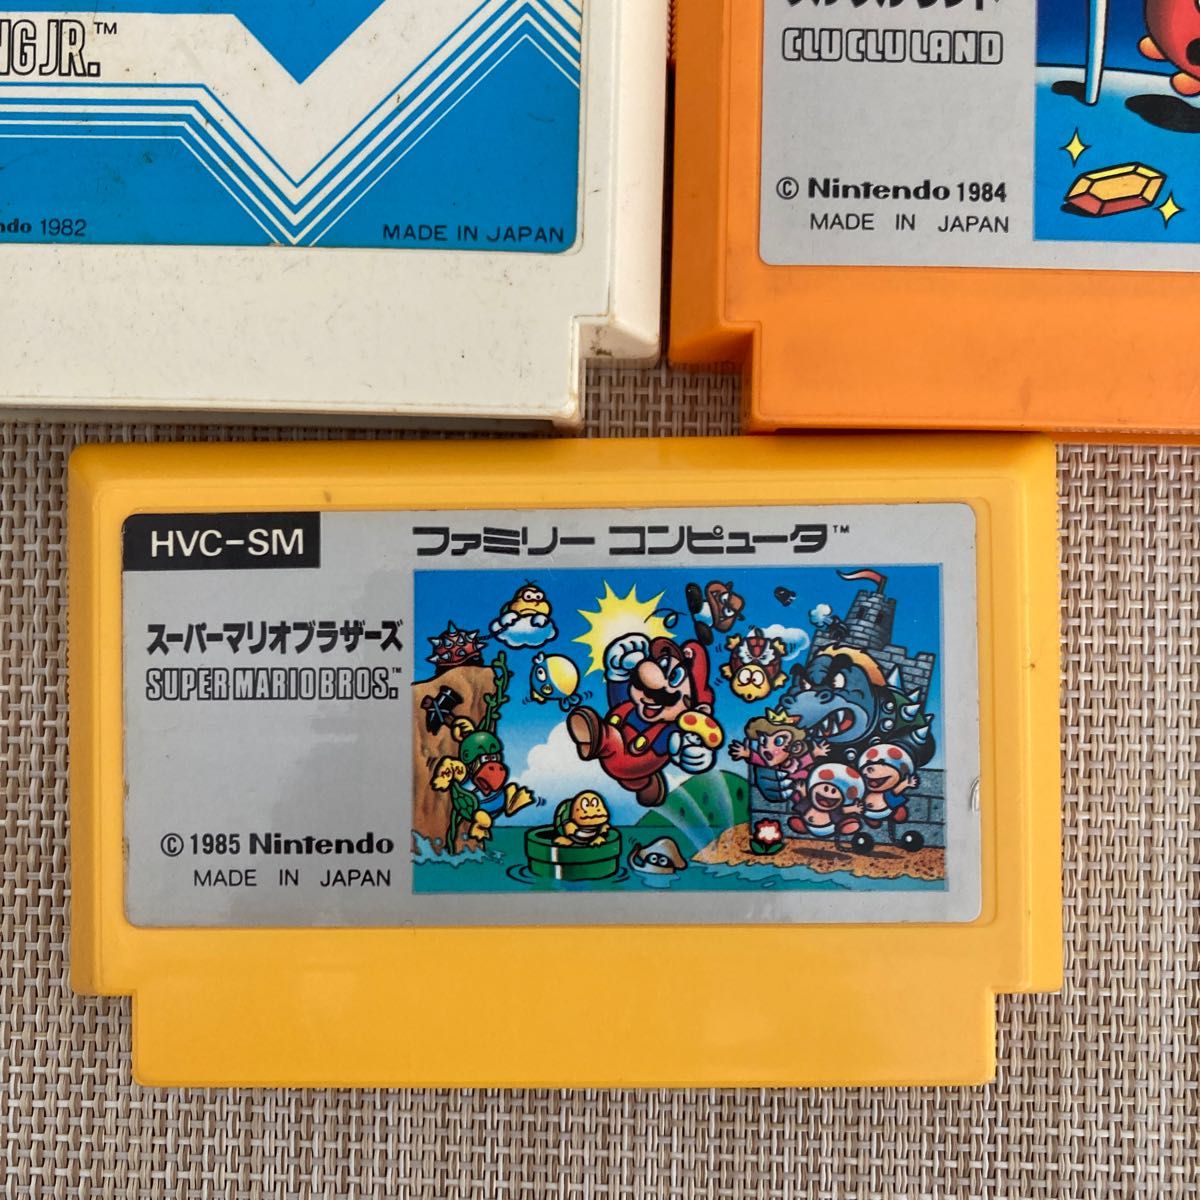 NG JR.™
ndo 1982
MADE IN JAPAN
CLU CLU LAND
© Nintendo 1984
MADE IN JAPAN
HVC-SM
ファミリー コンピュータ™
スーパーマリオブラザーズ
SUPER MARIO BROS.™
© 1985 Nintendo
MADE IN JAPAN